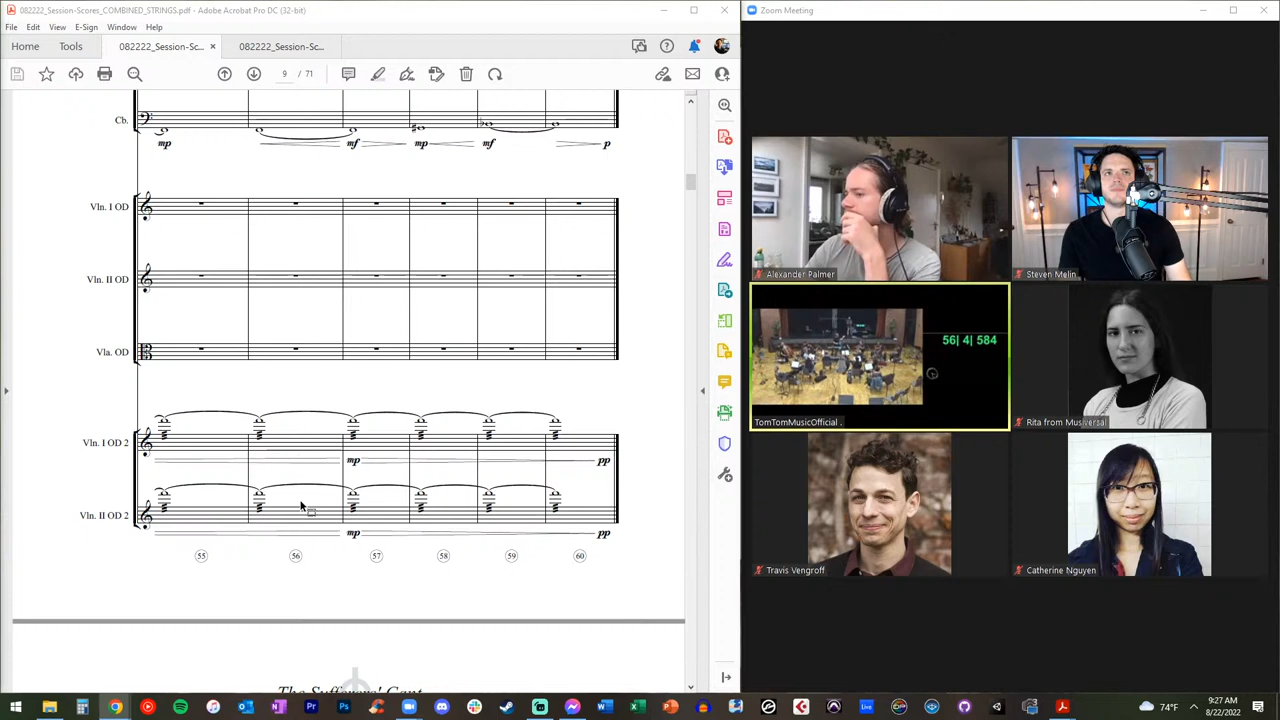 082222_Session-Scores_COMBINED_STRINGS.pdf - Adobe Acrobat Pro DC (32-bit)
File Edit View E-Sign Window Help
Home Tools 082222_Session-Sc... × 082222_Session-Sc...
9 / 71
Cb.
mp mf mp mf p
Vln. I OD
Vln. II OD
Vla. OD
Vln. I OD 2
mp pp
Vln. II OD 2
mp pp
55 56 57 58 59 60
The Sufferers' Cant
Zoom Meeting
Alexander Palmer
Steven Melin
56| 4| 584
TomTomMusicOfficial .
Rita from Musiversal
Travis Vengroff
Catherine Nguyen
74°F
9:27 AM
8/22/2022